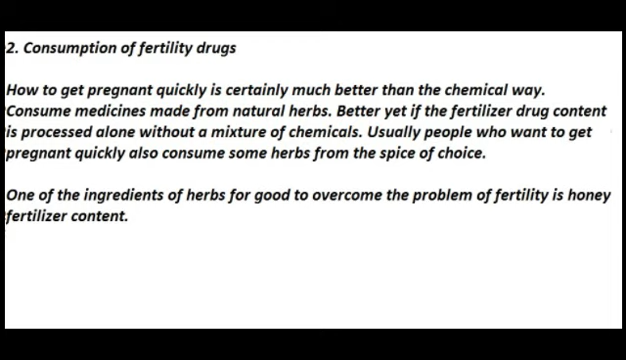 2. Consumption of fertility drugs
How to get pregnant quickly is certainly much better than the chemical way.
Consume medicines made from natural herbs. Better yet if the fertilizer drug content
is processed alone without a mixture of chemicals. Usually people who want to get
pregnant quickly also consume some herbs from the spice of choice.
One of the ingredients of herbs for good to overcome the problem of fertility is honey
fertilizer content.